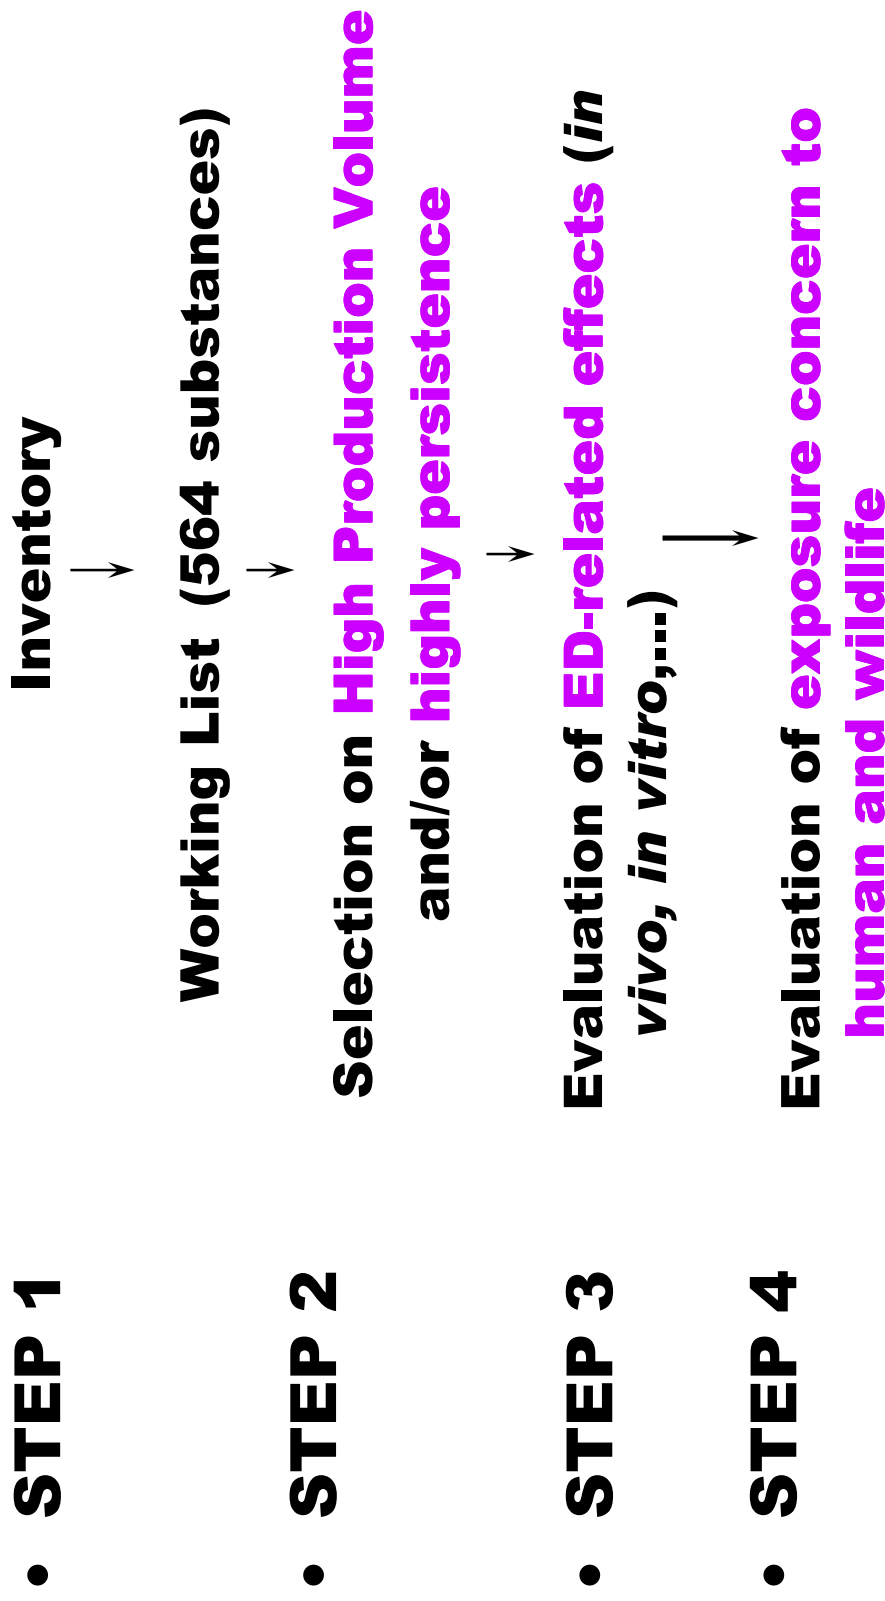 • STEP 1
Inventory
Working List (564 substances)
• STEP 2
Selection on High Production Volume
and/or highly persistence
• STEP 3
Evaluation of ED-related effects (in
vivo, in vitro,...)
• STEP 4
Evaluation of exposure concern to
human and wildlife